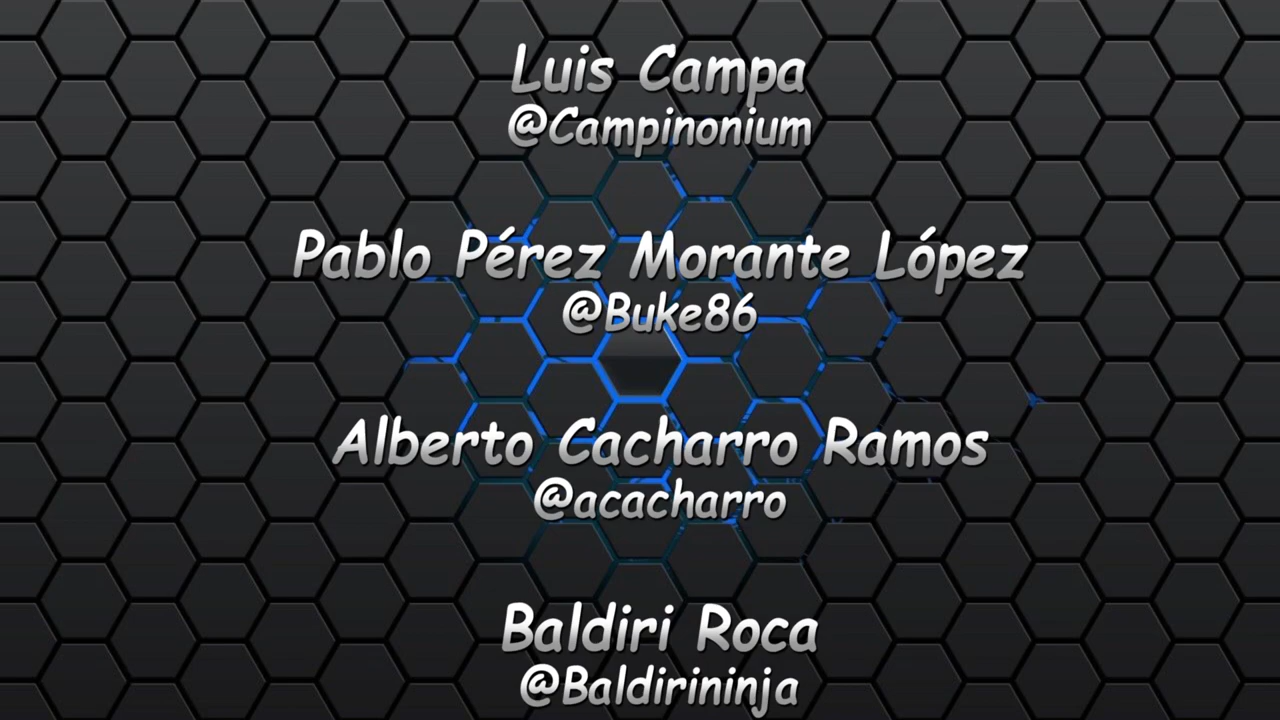 Luis Campa
@Campinonium
Pablo Pérez Morante López
@Buke86
Alberto Cacharro Ramos
@acacharro
Baldiri Roca
@Baldirininja